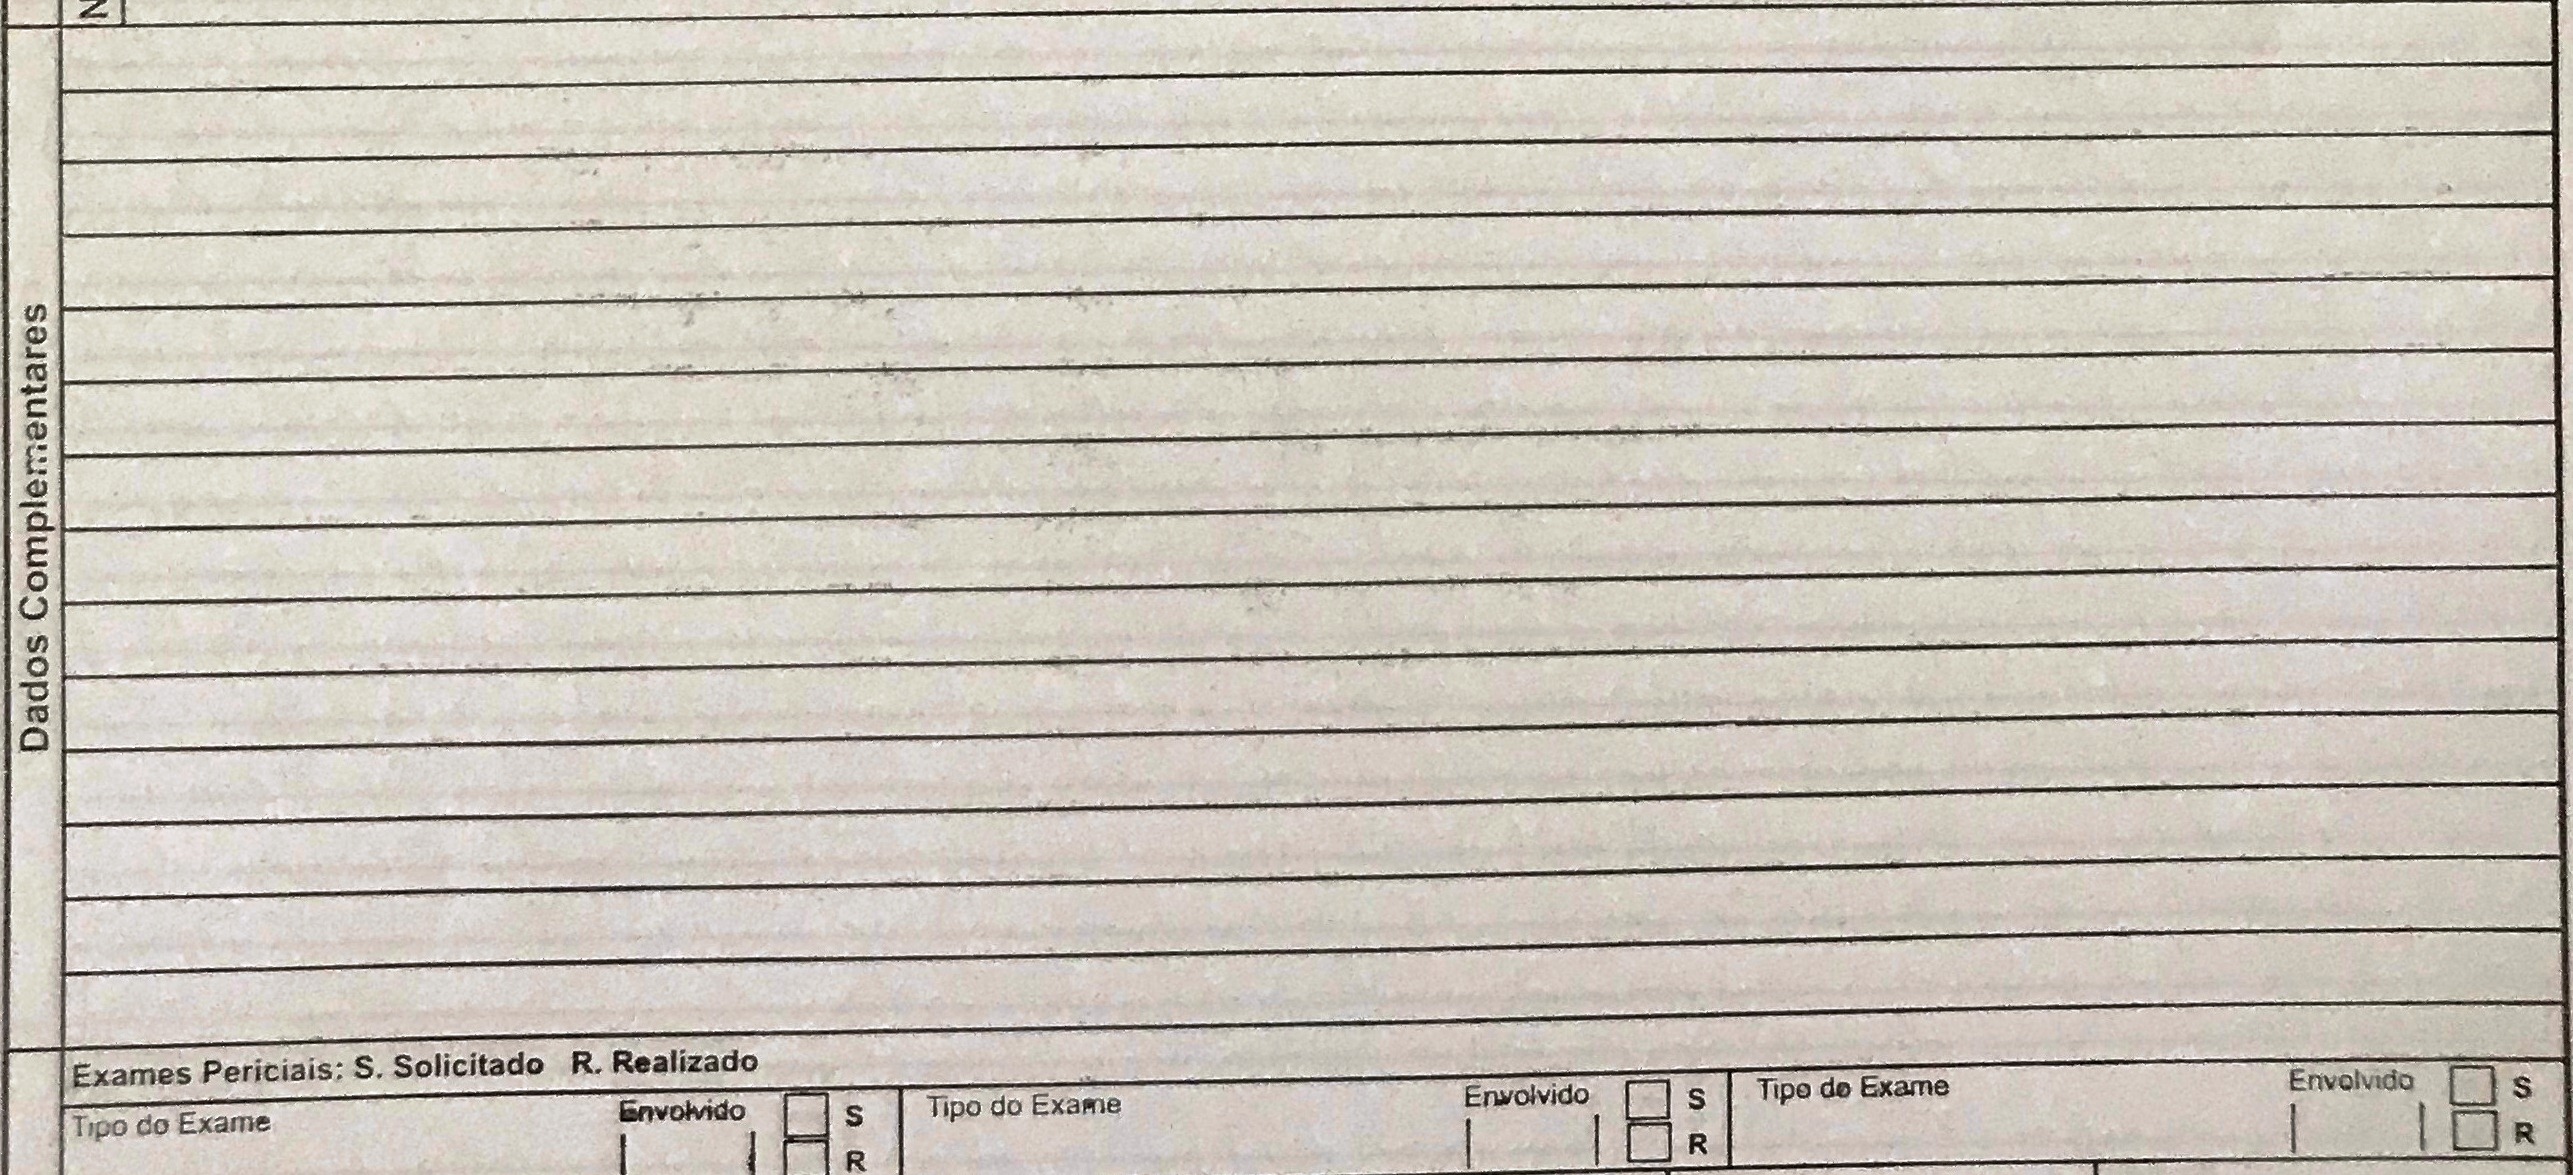 N
Dados Complementares
Exames Periciais: S. Solicitado R. Realizado
Tipo do Exame Envolvido S R
Tipo do Exame Envolvido S R
Tipo do Exame Envolvido S R